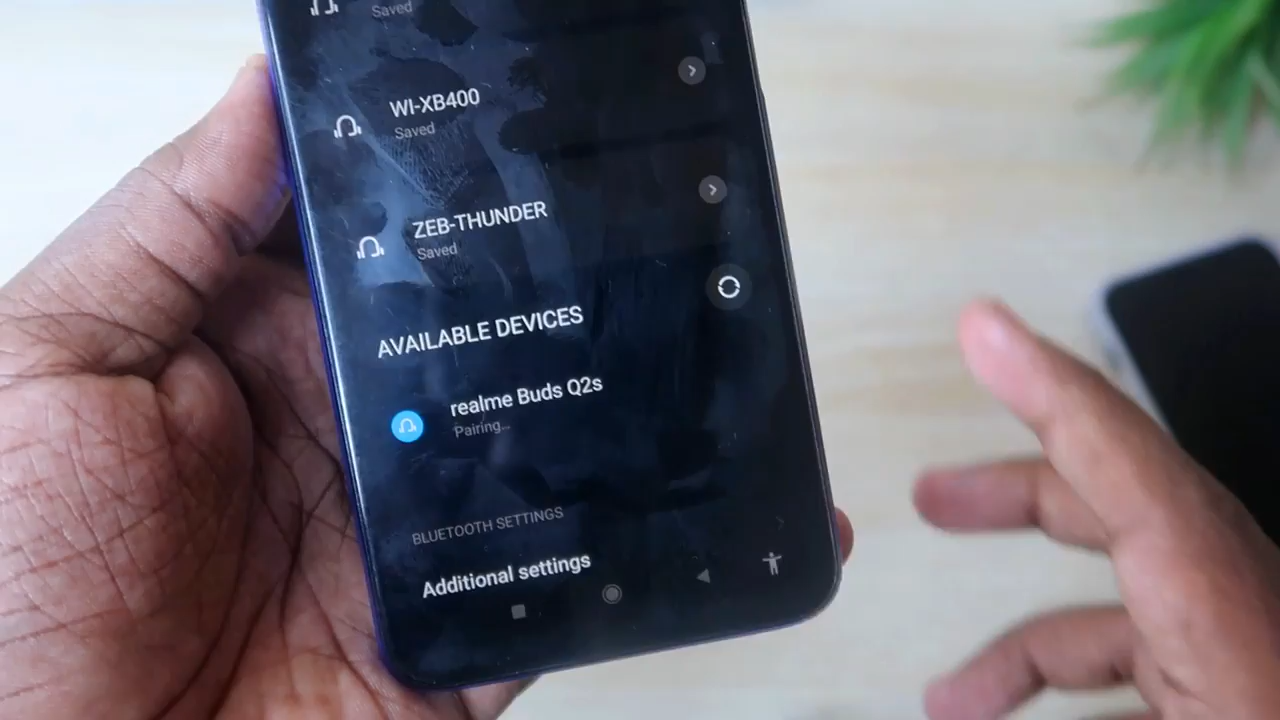 Saved
WI-XB400
Saved
ZEB-THUNDER
Saved
AVAILABLE DEVICES
realme Buds Q2s
Pairing...
BLUETOOTH SETTINGS
Additional settings